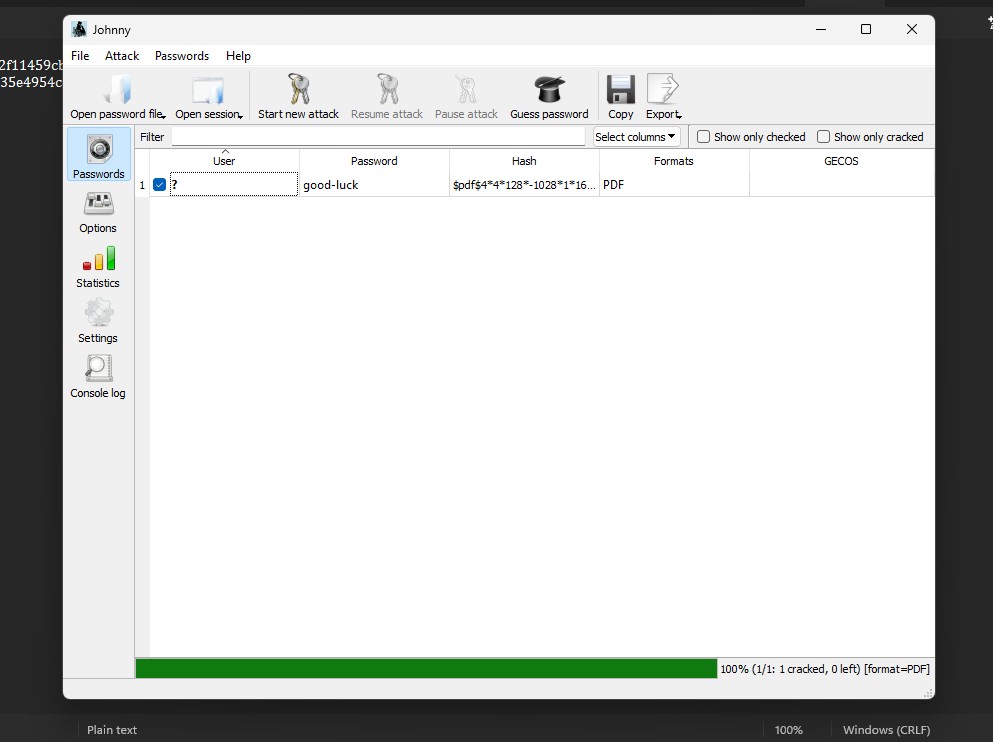 Johnny
File Attack Passwords Help
2f11459cb
35e4954c
Open password file Open session Start new attack Resume attack Pause attack Guess password Copy Export
Filter Select columns Show only checked Show only cracked
User Password Hash Formats GECOS
1 ? good-luck $pdf$4*4*128*-1028*1*16... PDF
Passwords
Options
Statistics
Settings
Console log
100% (1/1: 1 cracked, 0 left) [format=PDF]
Plain text 100% Windows (CRLF)